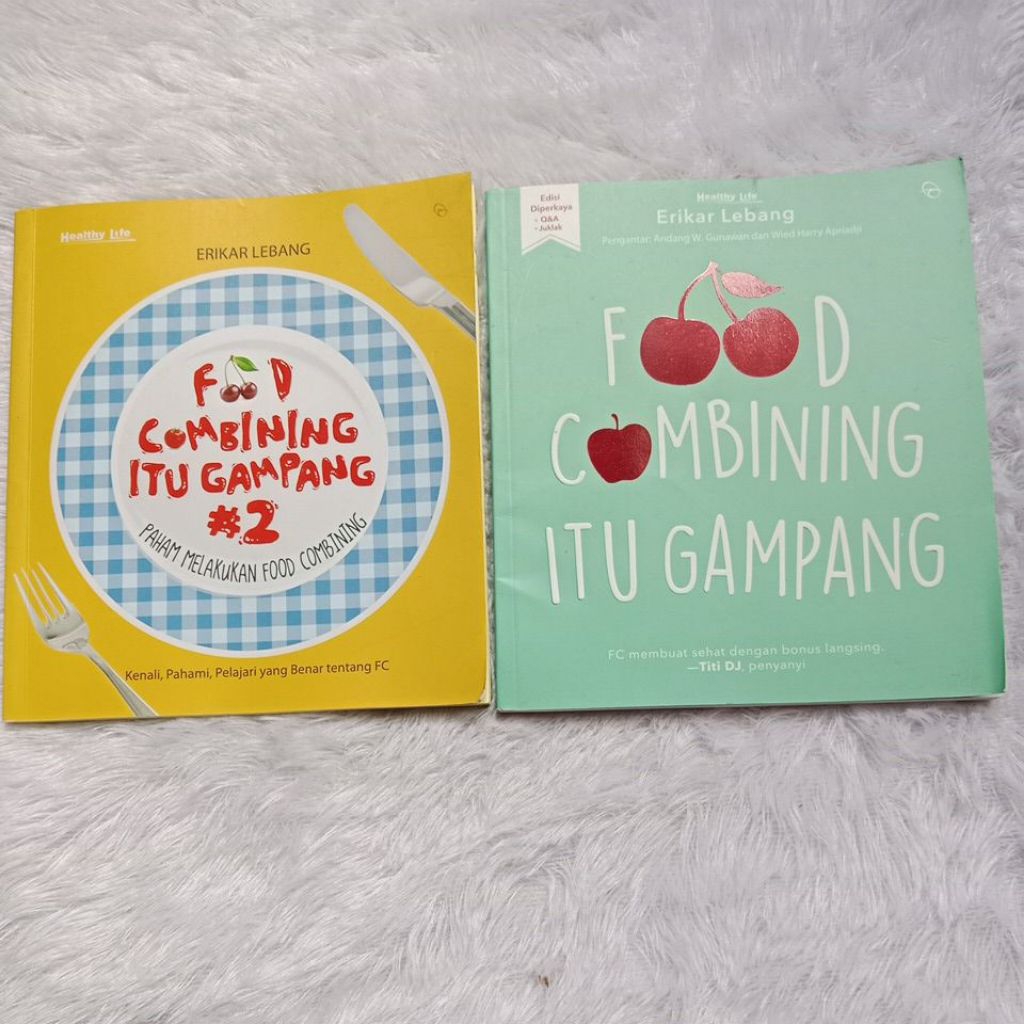 Healthy Life
ERIKAR LEBANG
FOOD
COMBINING
ITU GAMPANG
#2
PAHAM MELAKUKAN FOOD COMBINING
Kenali, Pahami, Pelajari yang Benar tentang FC
Edisi
Diperkaya
• Q&A
• Juklak
Healthy Life
Erikar Lebang
Pengantar: Andang W. Gunawan dan Wied Harry Apriadji
FOOD
COMBINING
ITU GAMPANG
FC membuat sehat dengan bonus langsing.
—Titi DJ, penyanyi